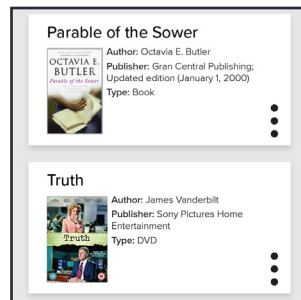 Parable of the Sower
OCTAVIA E.
BUTLER
Parable of the Sower
Author: Octavia E. Butler
Publisher: Gran Central Publishing;
Updated edition (January 1, 2000)
Type: Book
Truth
Truth
Author: James Vanderbilt
Publisher: Sony Pictures Home
Entertainment
Type: DVD